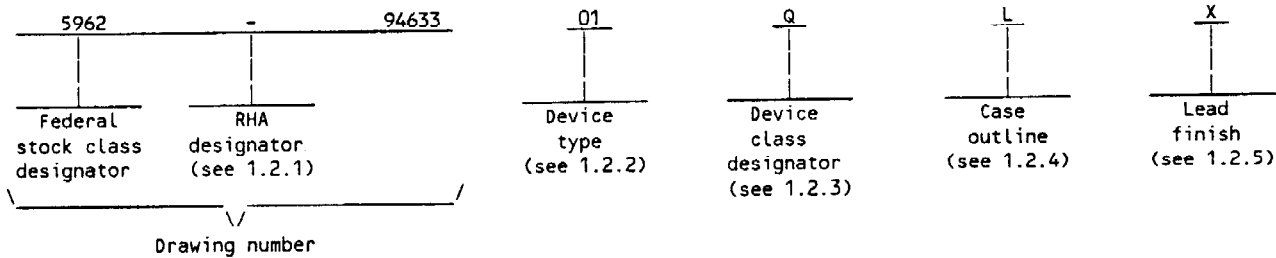 5962 - 94633 01 Q L X
Federal stock class designator
RHA designator (see 1.2.1)
Device type (see 1.2.2)
Device class designator (see 1.2.3)
Case outline (see 1.2.4)
Lead finish (see 1.2.5)
Drawing number